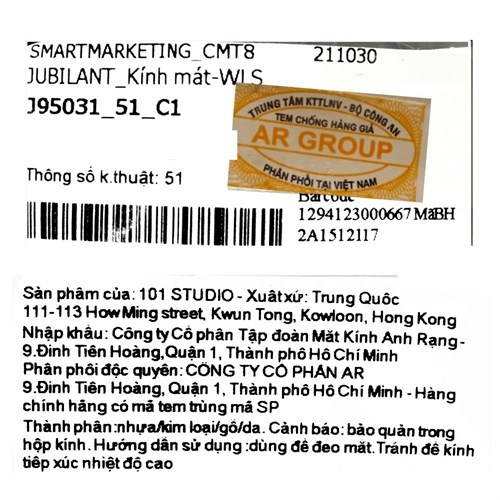 SMARTMARKETING_CMT8 211030
JUBILANT_Kính mát-WLS
J95031_51_C1
TRUNG TÂM KTTLNV - BỘ CÔNG AN
TEM CHỐNG HÀNG GIẢ
AR GROUP
PHÂN PHỐI TẠI VIỆT NAM
Thông số k.thuật: 51
Barcode
1294123000667 MãBH
2A1512117
Sản phẩm của: 101 STUDIO - Xuất xứ: Trung Quốc
111-113 How Ming street, Kwun Tong, Kowloon, Hong Kong
Nhập khẩu: Công ty Cổ phần Tập đoàn Mắt Kính Anh Rạng -
9.Đinh Tiên Hoàng,Quận 1, Thành phố Hồ Chí Minh
Phân phối độc quyền: CÔNG TY CỔ PHẦN AR
9.Đinh Tiên Hoàng, Quận 1, Thành phố Hồ Chí Minh - Hàng
chính hãng có mã tem trùng mã SP
Thành phần:nhựa/kim loại/gỗ/da. Cảnh báo: bảo quản trong
hộp kính. Hướng dẫn sử dụng :dùng để đeo mắt.Tránh để kính
tiếp xúc nhiệt độ cao